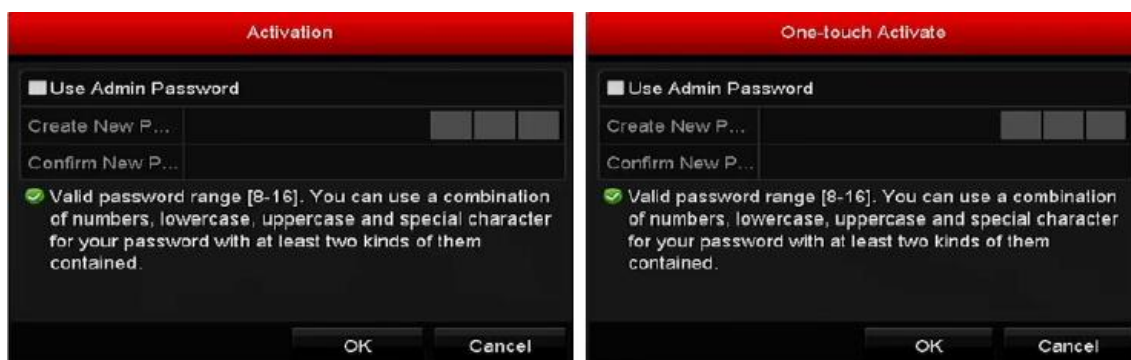 Activation
Use Admin Password
Create New P...
Confirm New P...
Valid password range [8-16]. You can use a combination
of numbers, lowercase, uppercase and special character
for your password with at least two kinds of them
contained.
OK
Cancel
One-touch Activate
Use Admin Password
Create New P...
Confirm New P...
Valid password range [8-16]. You can use a combination
of numbers, lowercase, uppercase and special character
for your password with at least two kinds of them
contained.
OK
Cancel